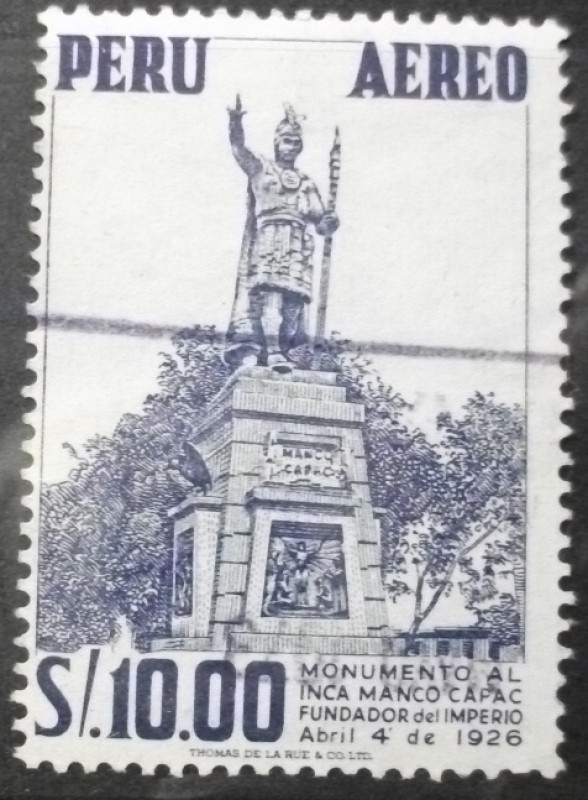 PERU AEREO
MANCO
CAPAC
S/.10.00
MONUMENTO AL
INCA MANCO CAPAC
FUNDADOR del IMPERIO
Abril 4' de 1926
THOMAS DE LA RUE & CO. LTD.